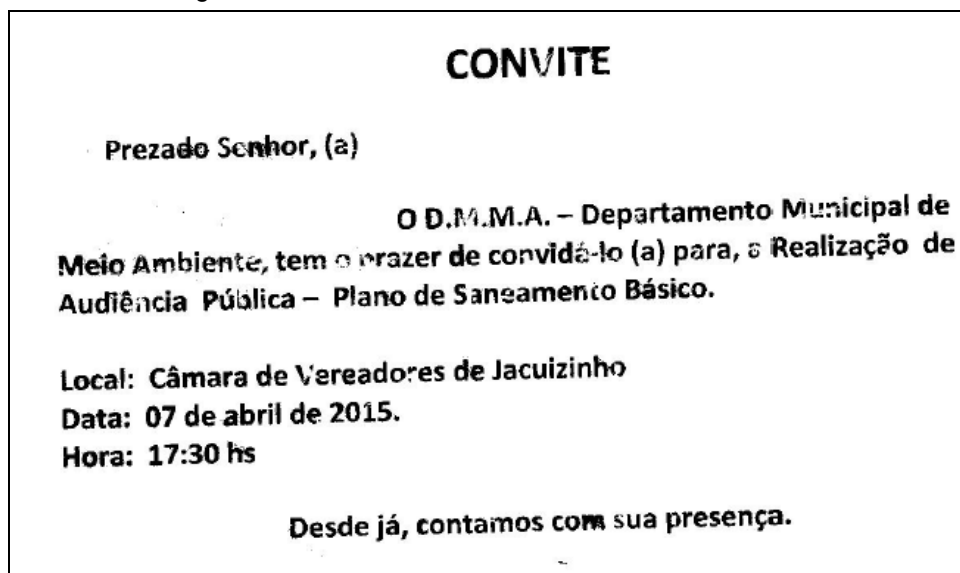 CONVITE
Prezado Senhor, (a)
O D.M.M.A. – Departamento Municipal de
Meio Ambiente, tem o prazer de convidá-lo (a) para, a Realização de
Audiência Pública – Plano de Saneamento Básico.
Local: Câmara de Vereadores de Jacuizinho
Data: 07 de abril de 2015.
Hora: 17:30 hs
Desde já, contamos com sua presença.